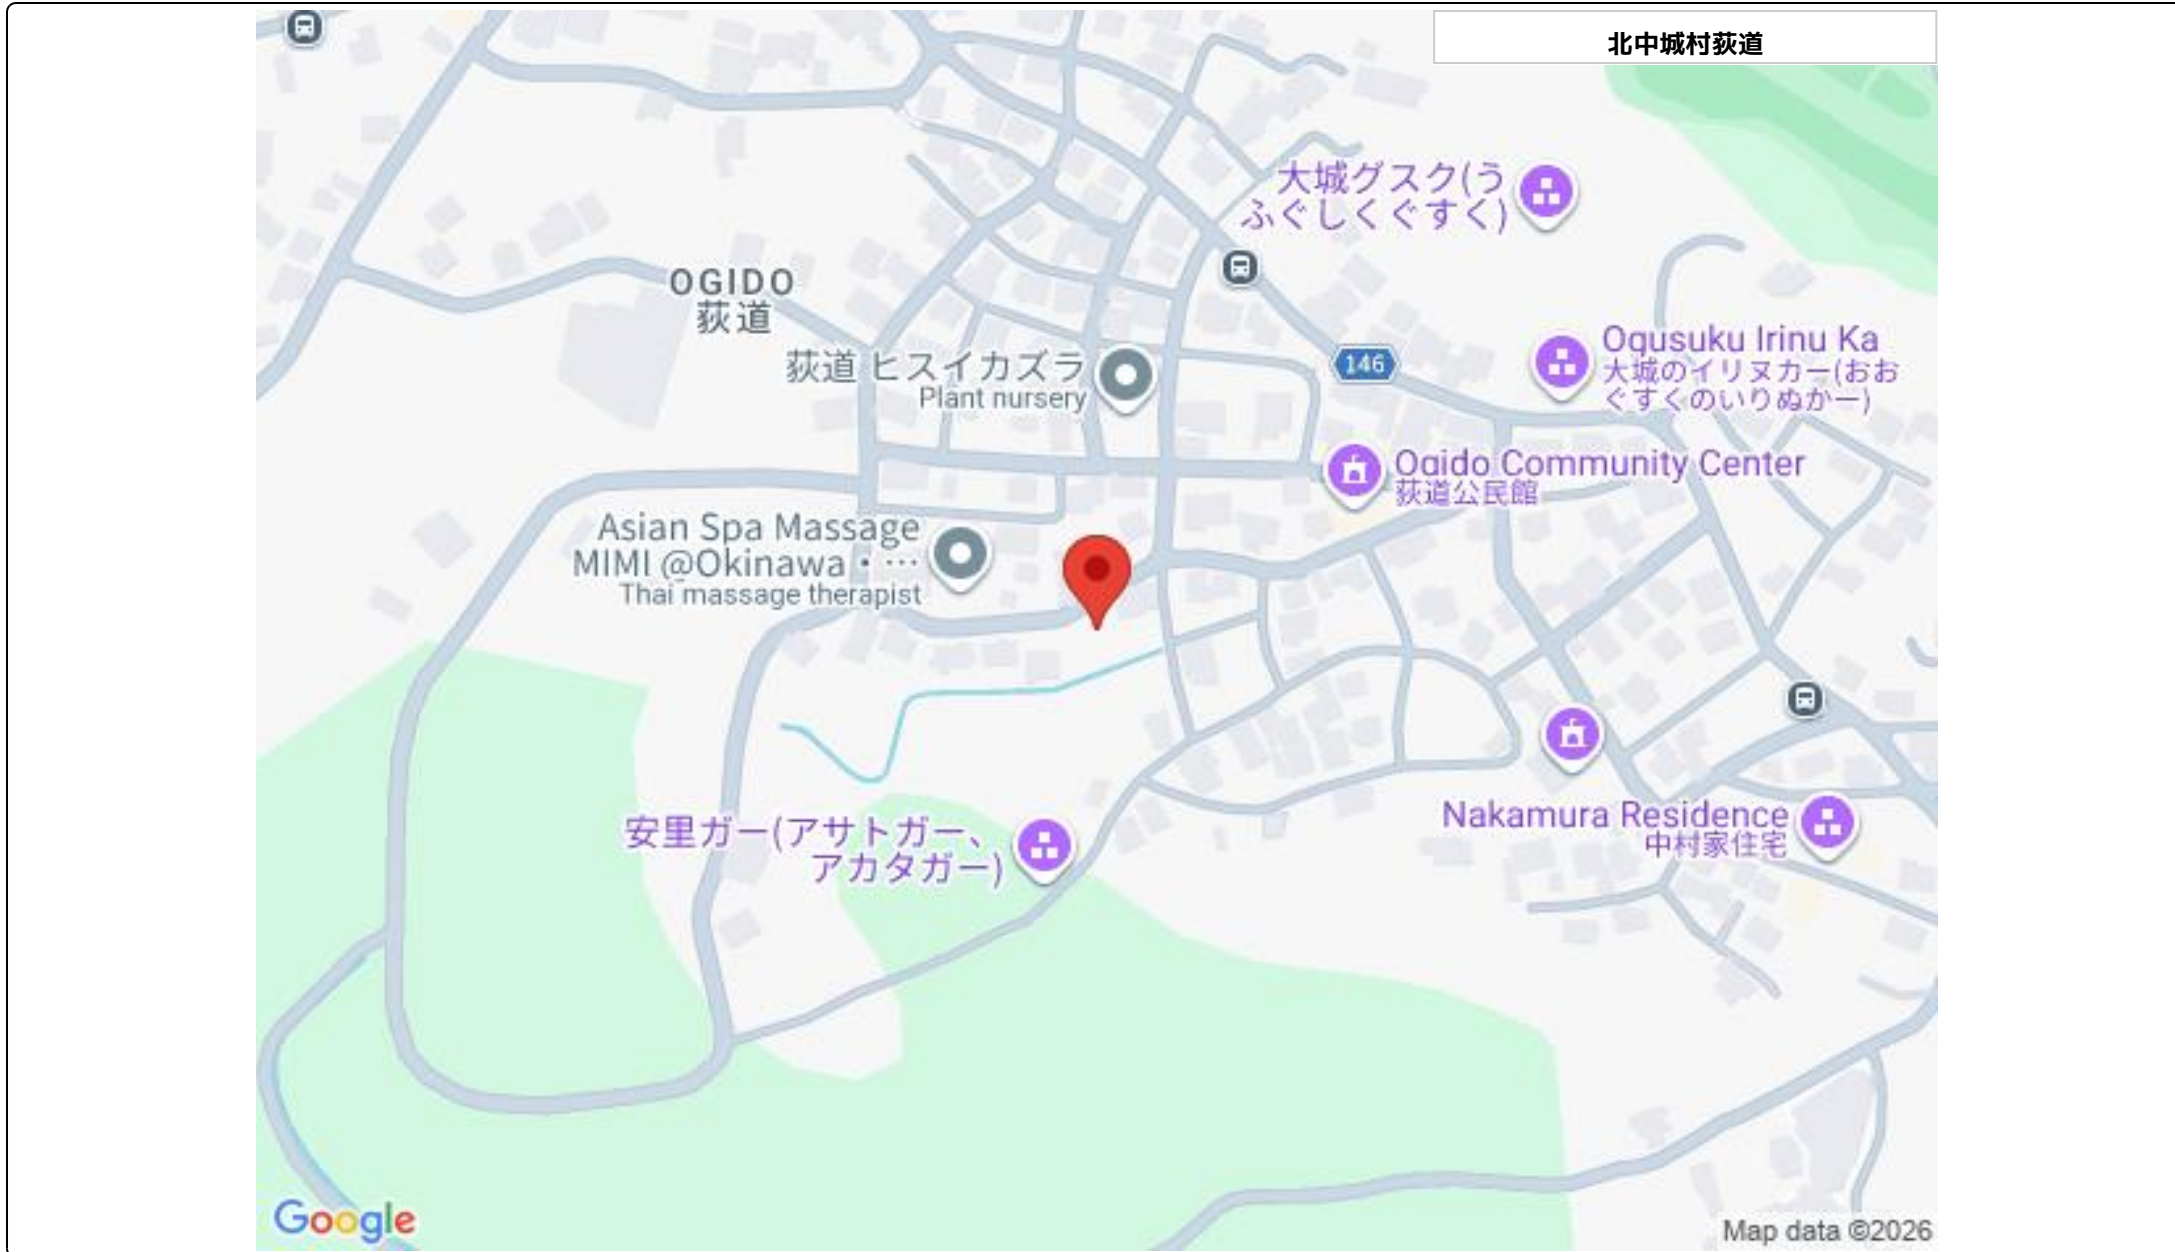 北中城村荻道
大城グスク(う
ふぐしくぐすく)
OGIDO
荻道
146
Ogusuku Irinu Ka
大城のイリヌカー(おお
ぐすくのいりぬかー)
荻道 ヒスイカズラ
Plant nursery
Ogido Community Center
荻道公民館
Asian Spa Massage
MIMI @Okinawa・…
Thai massage therapist
安里ガー(アサトガー、
アカタガー)
Nakamura Residence
中村家住宅
Google
Map data ©2026